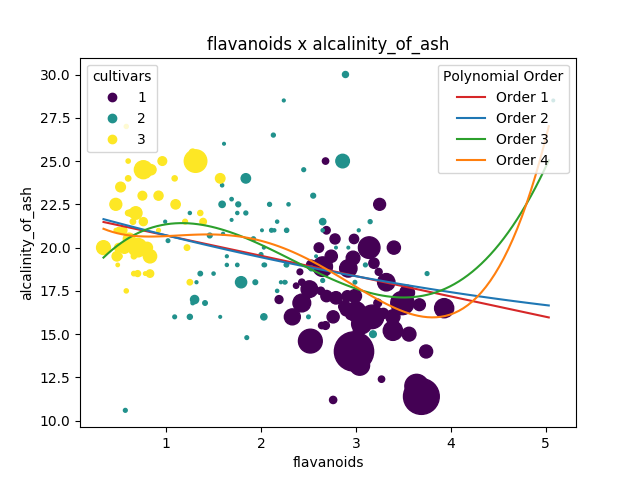 flavanoids x alcalinity_of_ash
cultivars
1
2
3
Polynomial Order
Order 1
Order 2
Order 3
Order 4
alcalinity_of_ash
30.0
27.5
25.0
22.5
20.0
17.5
15.0
12.5
10.0
1 2 3 4 5
flavanoids